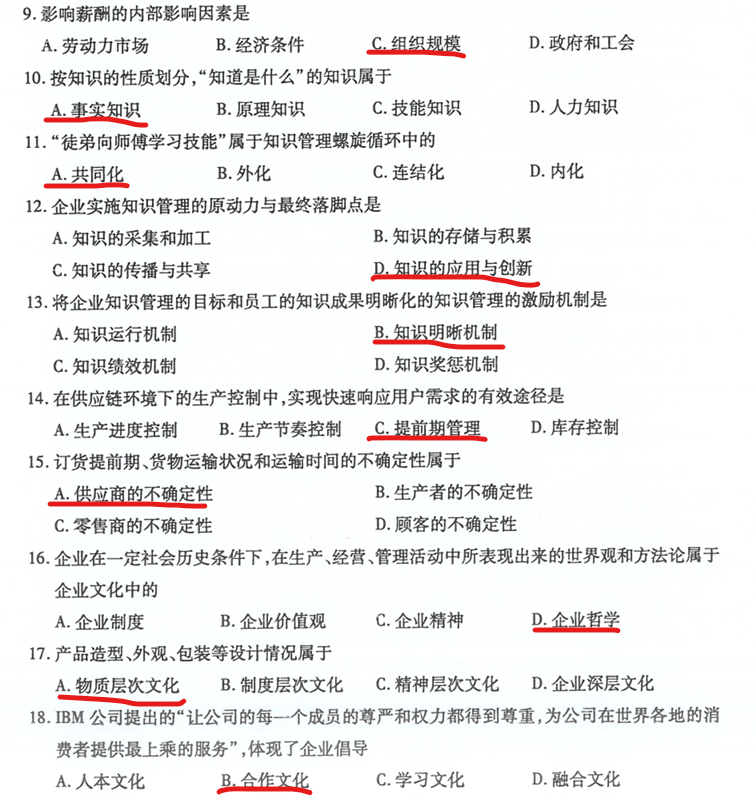 9. 影响薪酬的内部影响因素是
A. 劳动力市场 B. 经济条件 C. 组织规模 D. 政府和工会
10. 按知识的性质划分,“知道是什么”的知识属于
A. 事实知识 B. 原理知识 C. 技能知识 D. 人力知识
11. “徒弟向师傅学习技能”属于知识管理螺旋循环中的
A. 共同化 B. 外化 C. 连结化 D. 内化
12. 企业实施知识管理的原动力与最终落脚点是
A. 知识的采集和加工 B. 知识的存储与积累
C. 知识的传播与共享 D. 知识的应用与创新
13. 将企业知识管理的目标和员工的知识成果明晰化的知识管理的激励机制是
A. 知识运行机制 B. 知识明晰机制
C. 知识绩效机制 D. 知识奖惩机制
14. 在供应链环境下的生产控制中,实现快速响应用户需求的有效途径是
A. 生产进度控制 B. 生产节奏控制 C. 提前期管理 D. 库存控制
15. 订货提前期、货物运输状况和运输时间的不确定性属于
A. 供应商的不确定性 B. 生产者的不确定性
C. 零售商的不确定性 D. 顾客的不确定性
16. 企业在一定社会历史条件下,在生产、经营、管理活动中所表现出来的世界观和方法论属于
企业文化中的
A. 企业制度 B. 企业价值观 C. 企业精神 D. 企业哲学
17. 产品造型、外观、包装等设计情况属于
A. 物质层次文化 B. 制度层次文化 C. 精神层次文化 D. 企业深层文化
18. IBM 公司提出的“让公司的每一个成员的尊严和权力都得到尊重,为公司在世界各地的消
费者提供最上乘的服务”,体现了企业倡导
A. 人本文化 B. 合作文化 C. 学习文化 D. 融合文化